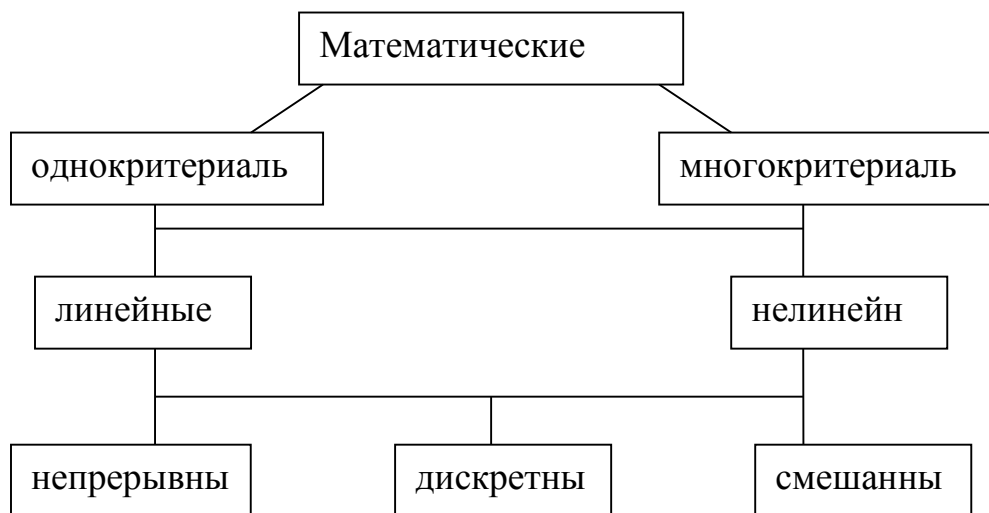 Математические
однокритериаль
многокритериаль
линейные
нелинейн
непрерывны
дискретны
смешанны